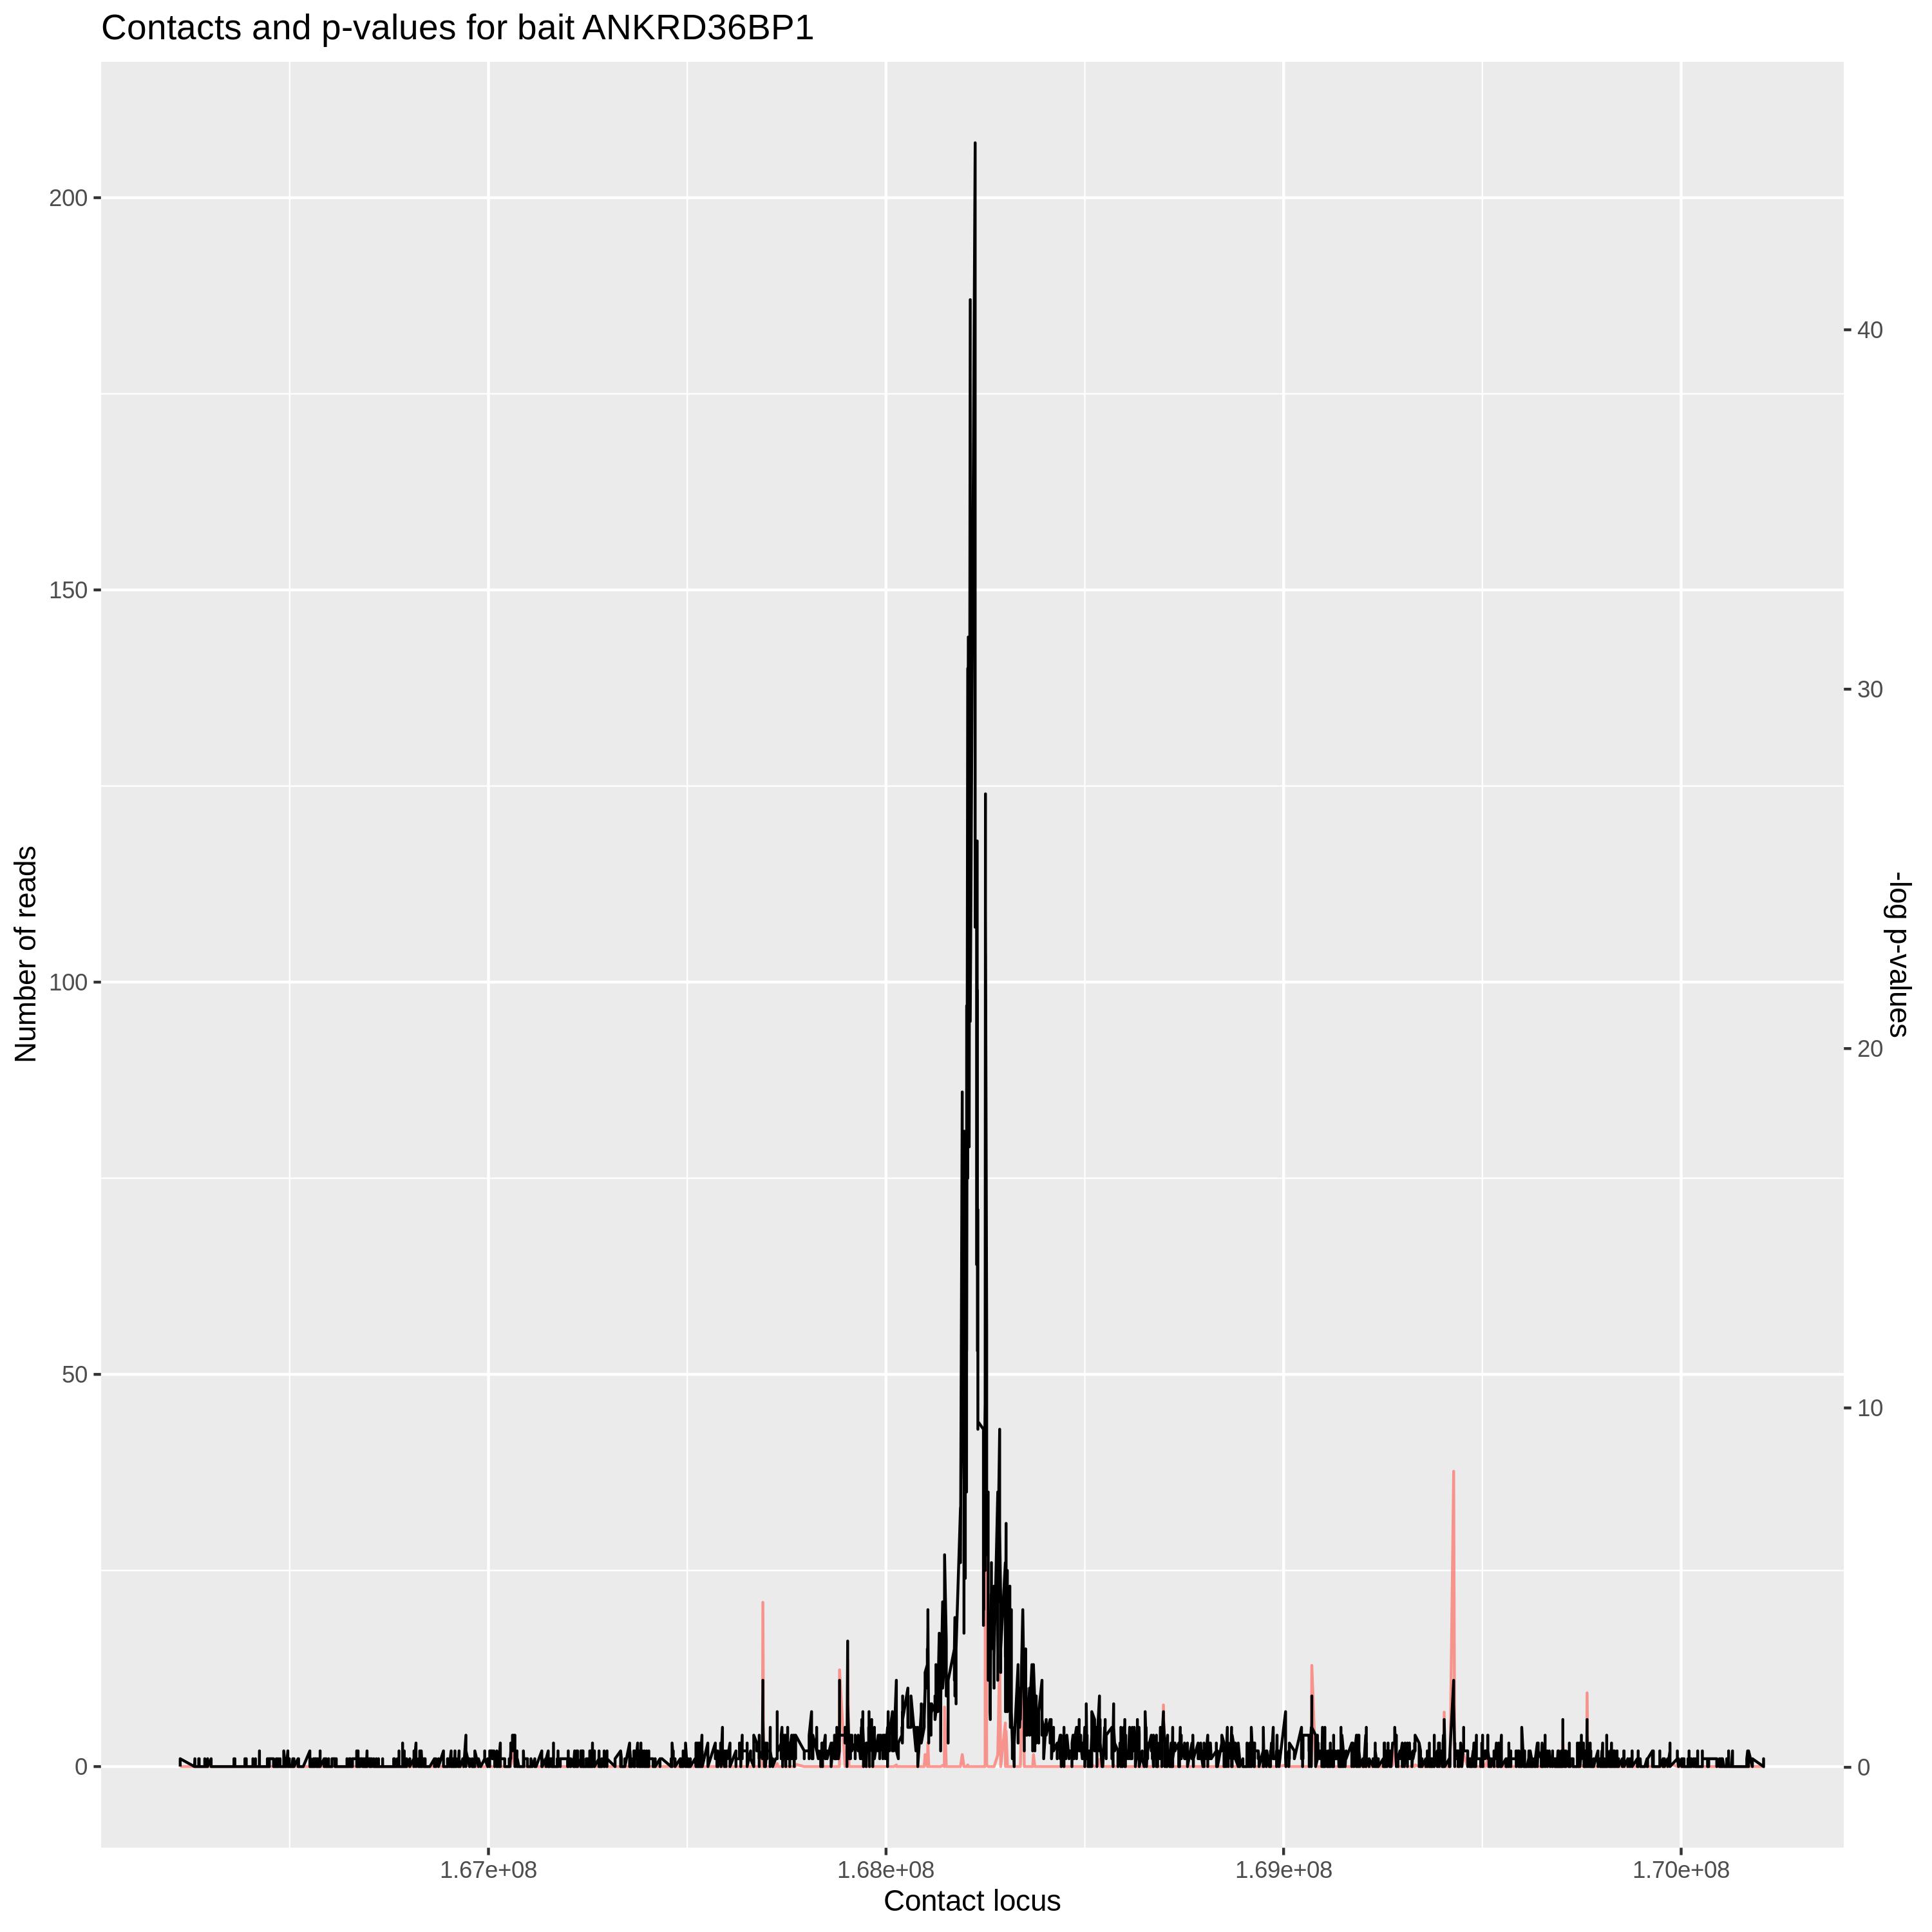 Contacts and p-values for bait ANKRD36BP1
200
150
100
50
0
Number of reads
40
30
20
10
0
-log p-values
1.67e+08 1.68e+08 1.69e+08 1.70e+08
Contact locus